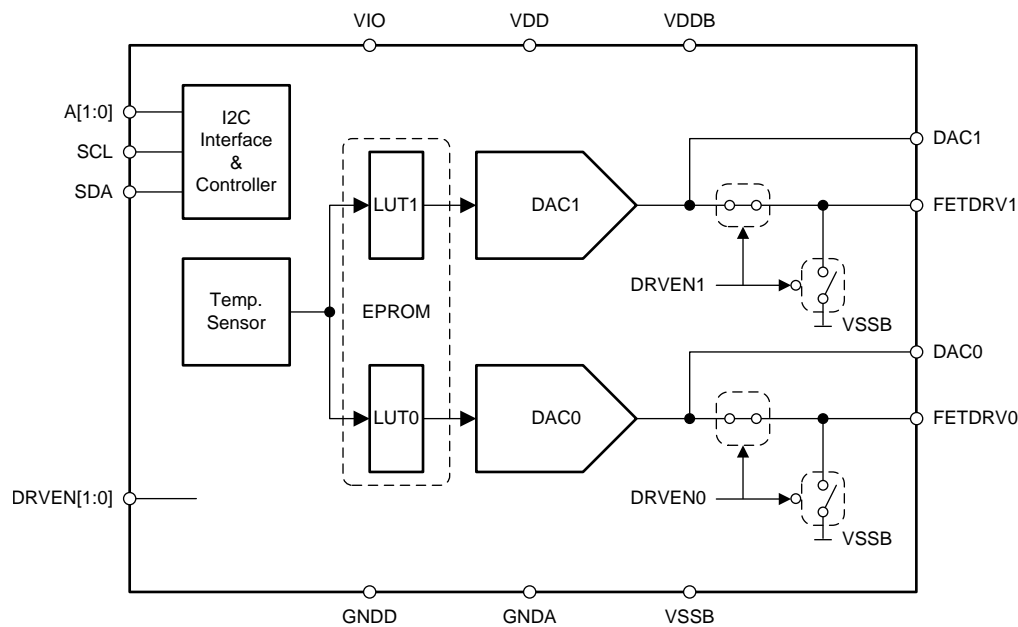 VIO
VDD
VDDB
A[1:0]
SCL
SDA
I2C
Interface
&
Controller
DAC1
FETDRV1
LUT1
DAC1
DRVEN1
VSSB
Temp.
Sensor
EPROM
DAC0
FETDRV0
LUT0
DAC0
DRVEN0
VSSB
DRVEN[1:0]
GNDD
GNDA
VSSB